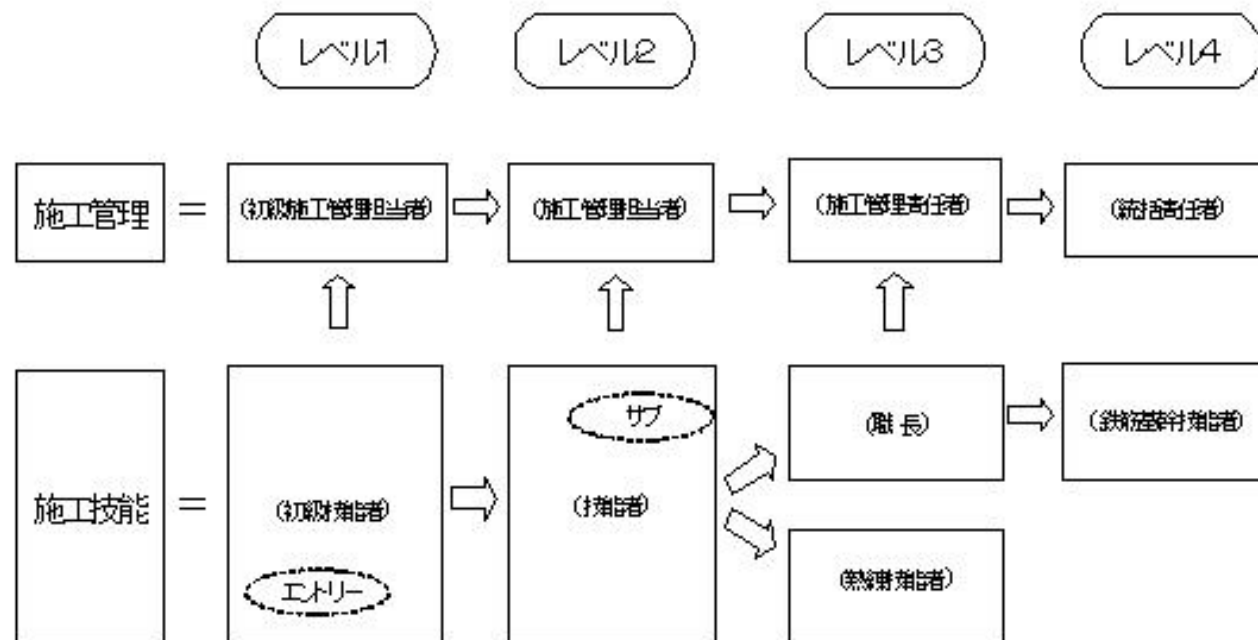 レベル1
レベル2
レベル3
レベル4
施工管理
=
(初級施工管理担当者)
(施工管理担当者)
(施工管理責任者)
(統括責任者)
施工技能
=
(初級技能者)
エントリー
サブ
(技能者)
(職 長)
(鉄筋基幹技能者)
(熟練技能者)